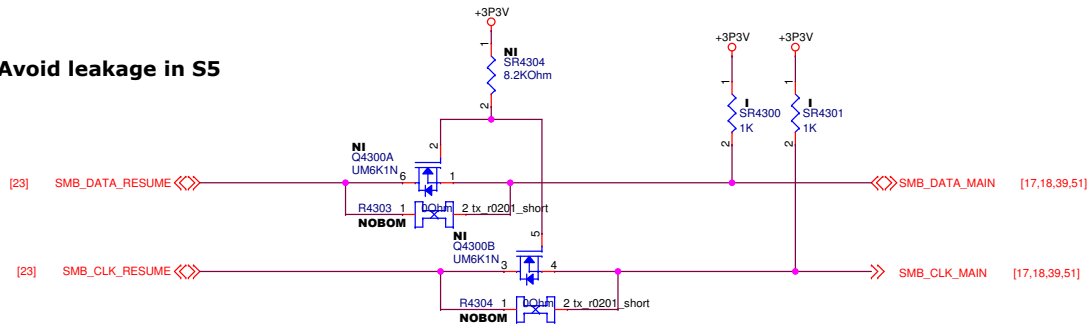 +3P3V
+3P3V
+3P3V
Avoid leakage in S5
1
NI
SR4304
8.2KOhm
2
1
I
SR4300
1K
2
1
I
SR4301
1K
2
NI
Q4300A
UM6K1N
2
6
1
[23]
SMB_DATA_RESUME
SMB_DATA_MAIN
[17,18,39,51]
R4303 1 0Ohm 2 tx_r0201_short
NOBOM
NI
Q4300B
UM6K1N
5
3
4
[23]
SMB_CLK_RESUME
SMB_CLK_MAIN
[17,18,39,51]
R4304 1 0Ohm 2 tx_r0201_short
NOBOM